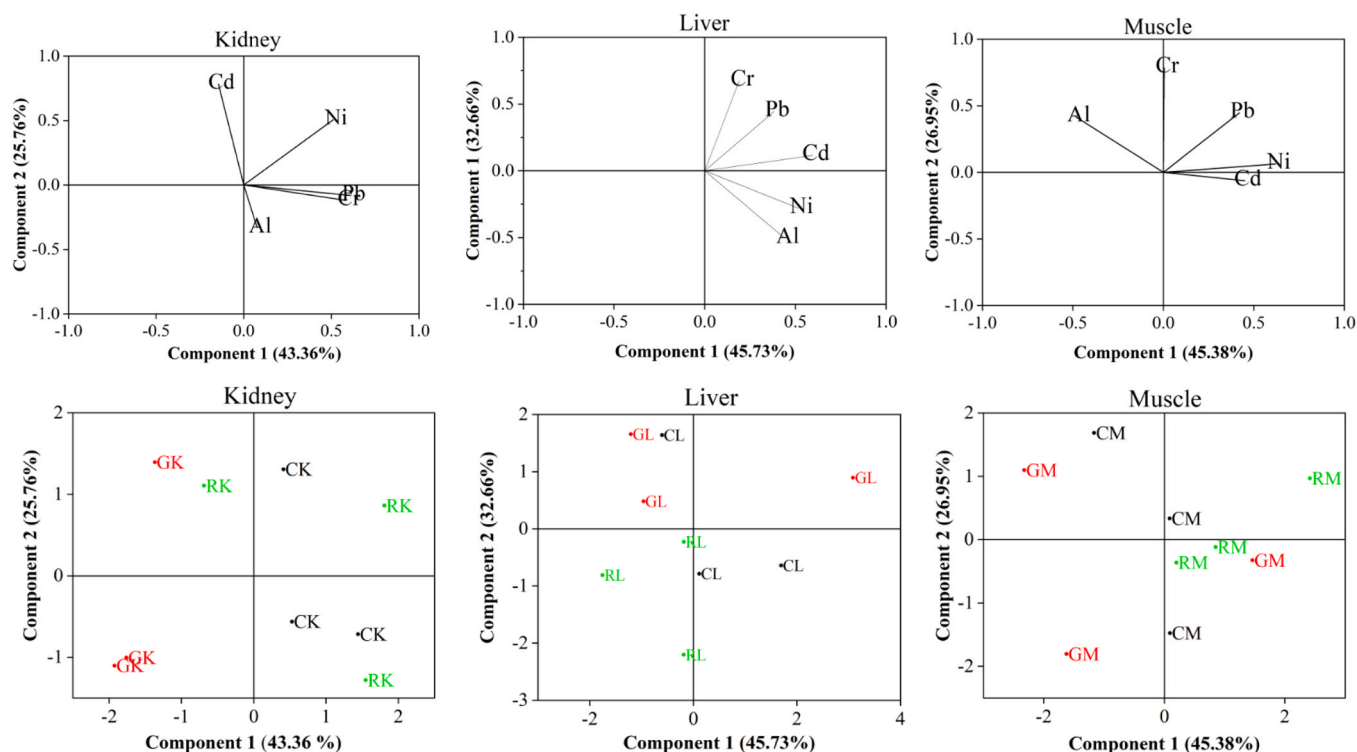 Kidney
Liver
Muscle
Component 2 (25.76%)
1.0
0.5
0.0
-0.5
-1.0
Cd
Ni
Pb
Cr
Al
-1.0 -0.5 0.0 0.5 1.0
Component 1 (43.36%)
Component 1 (32.66%)
1.0
0.5
0.0
-0.5
-1.0
Cr
Pb
Cd
Ni
Al
-1.0 -0.5 0.0 0.5 1.0
Component 1 (45.73%)
Component 2 (26.95%)
1.0
0.5
0.0
-0.5
-1.0
Cr
Al
Pb
Ni
Cd
-1.0 -0.5 0.0 0.5 1.0
Component 1 (45.38%)
Kidney
Liver
Muscle
Component 2 (25.76%)
2
1
0
-1
GK
RK
CK
RK
CK
CK
GK
GK
RK
-2 -1 0 1 2
Component 1 (43.36 %)
Component 2 (32.66%)
2
1
0
-1
-2
-3
GL
CL
GL
GL
RL
RL
CL
CL
RL
-2 0 2 4
Component 1 (45.73%)
Component 2 (26.95%)
2
1
0
-1
-2
CM
GM
RM
CM
RM
RM
GM
CM
GM
-2 0 2
Component 1 (45.38%)